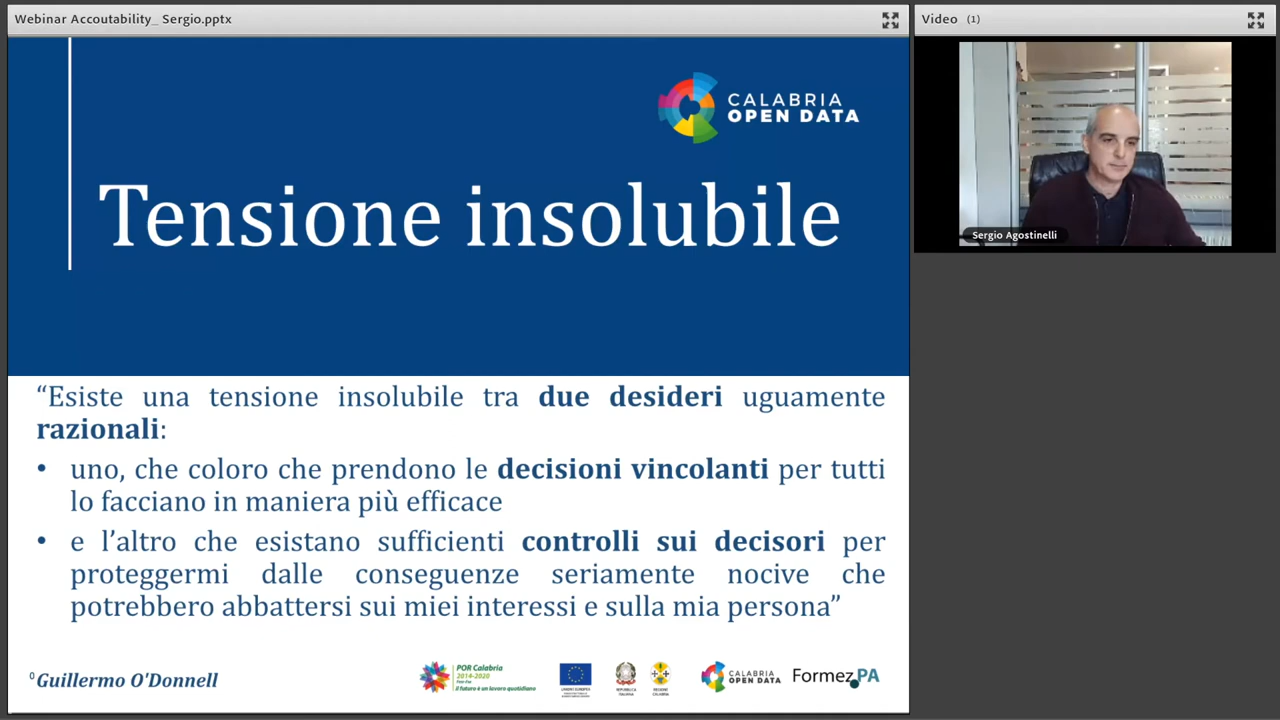 Webinar Accoutability_ Sergio.pptx
Video (1)
CALABRIA
OPEN DATA
Tensione insolubile
Sergio Agostinelli
“Esiste una tensione insolubile tra due desideri uguamente
razionali:
• uno, che coloro che prendono le decisioni vincolanti per tutti
lo facciano in maniera più efficace
• e l’altro che esistano sufficienti controlli sui decisori per
proteggermi dalle conseguenze seriamente nocive che
potrebbero abbattersi sui miei interessi e sulla mia persona”
Guillermo O'Donnell
POR Calabria
2014-2020
il futuro è un lavoro quotidiano
UNIONE EUROPEA
REPUBBLICA
ITALIANA
REGIONE
CALABRIA
CALABRIA
OPEN DATA
FormezPA